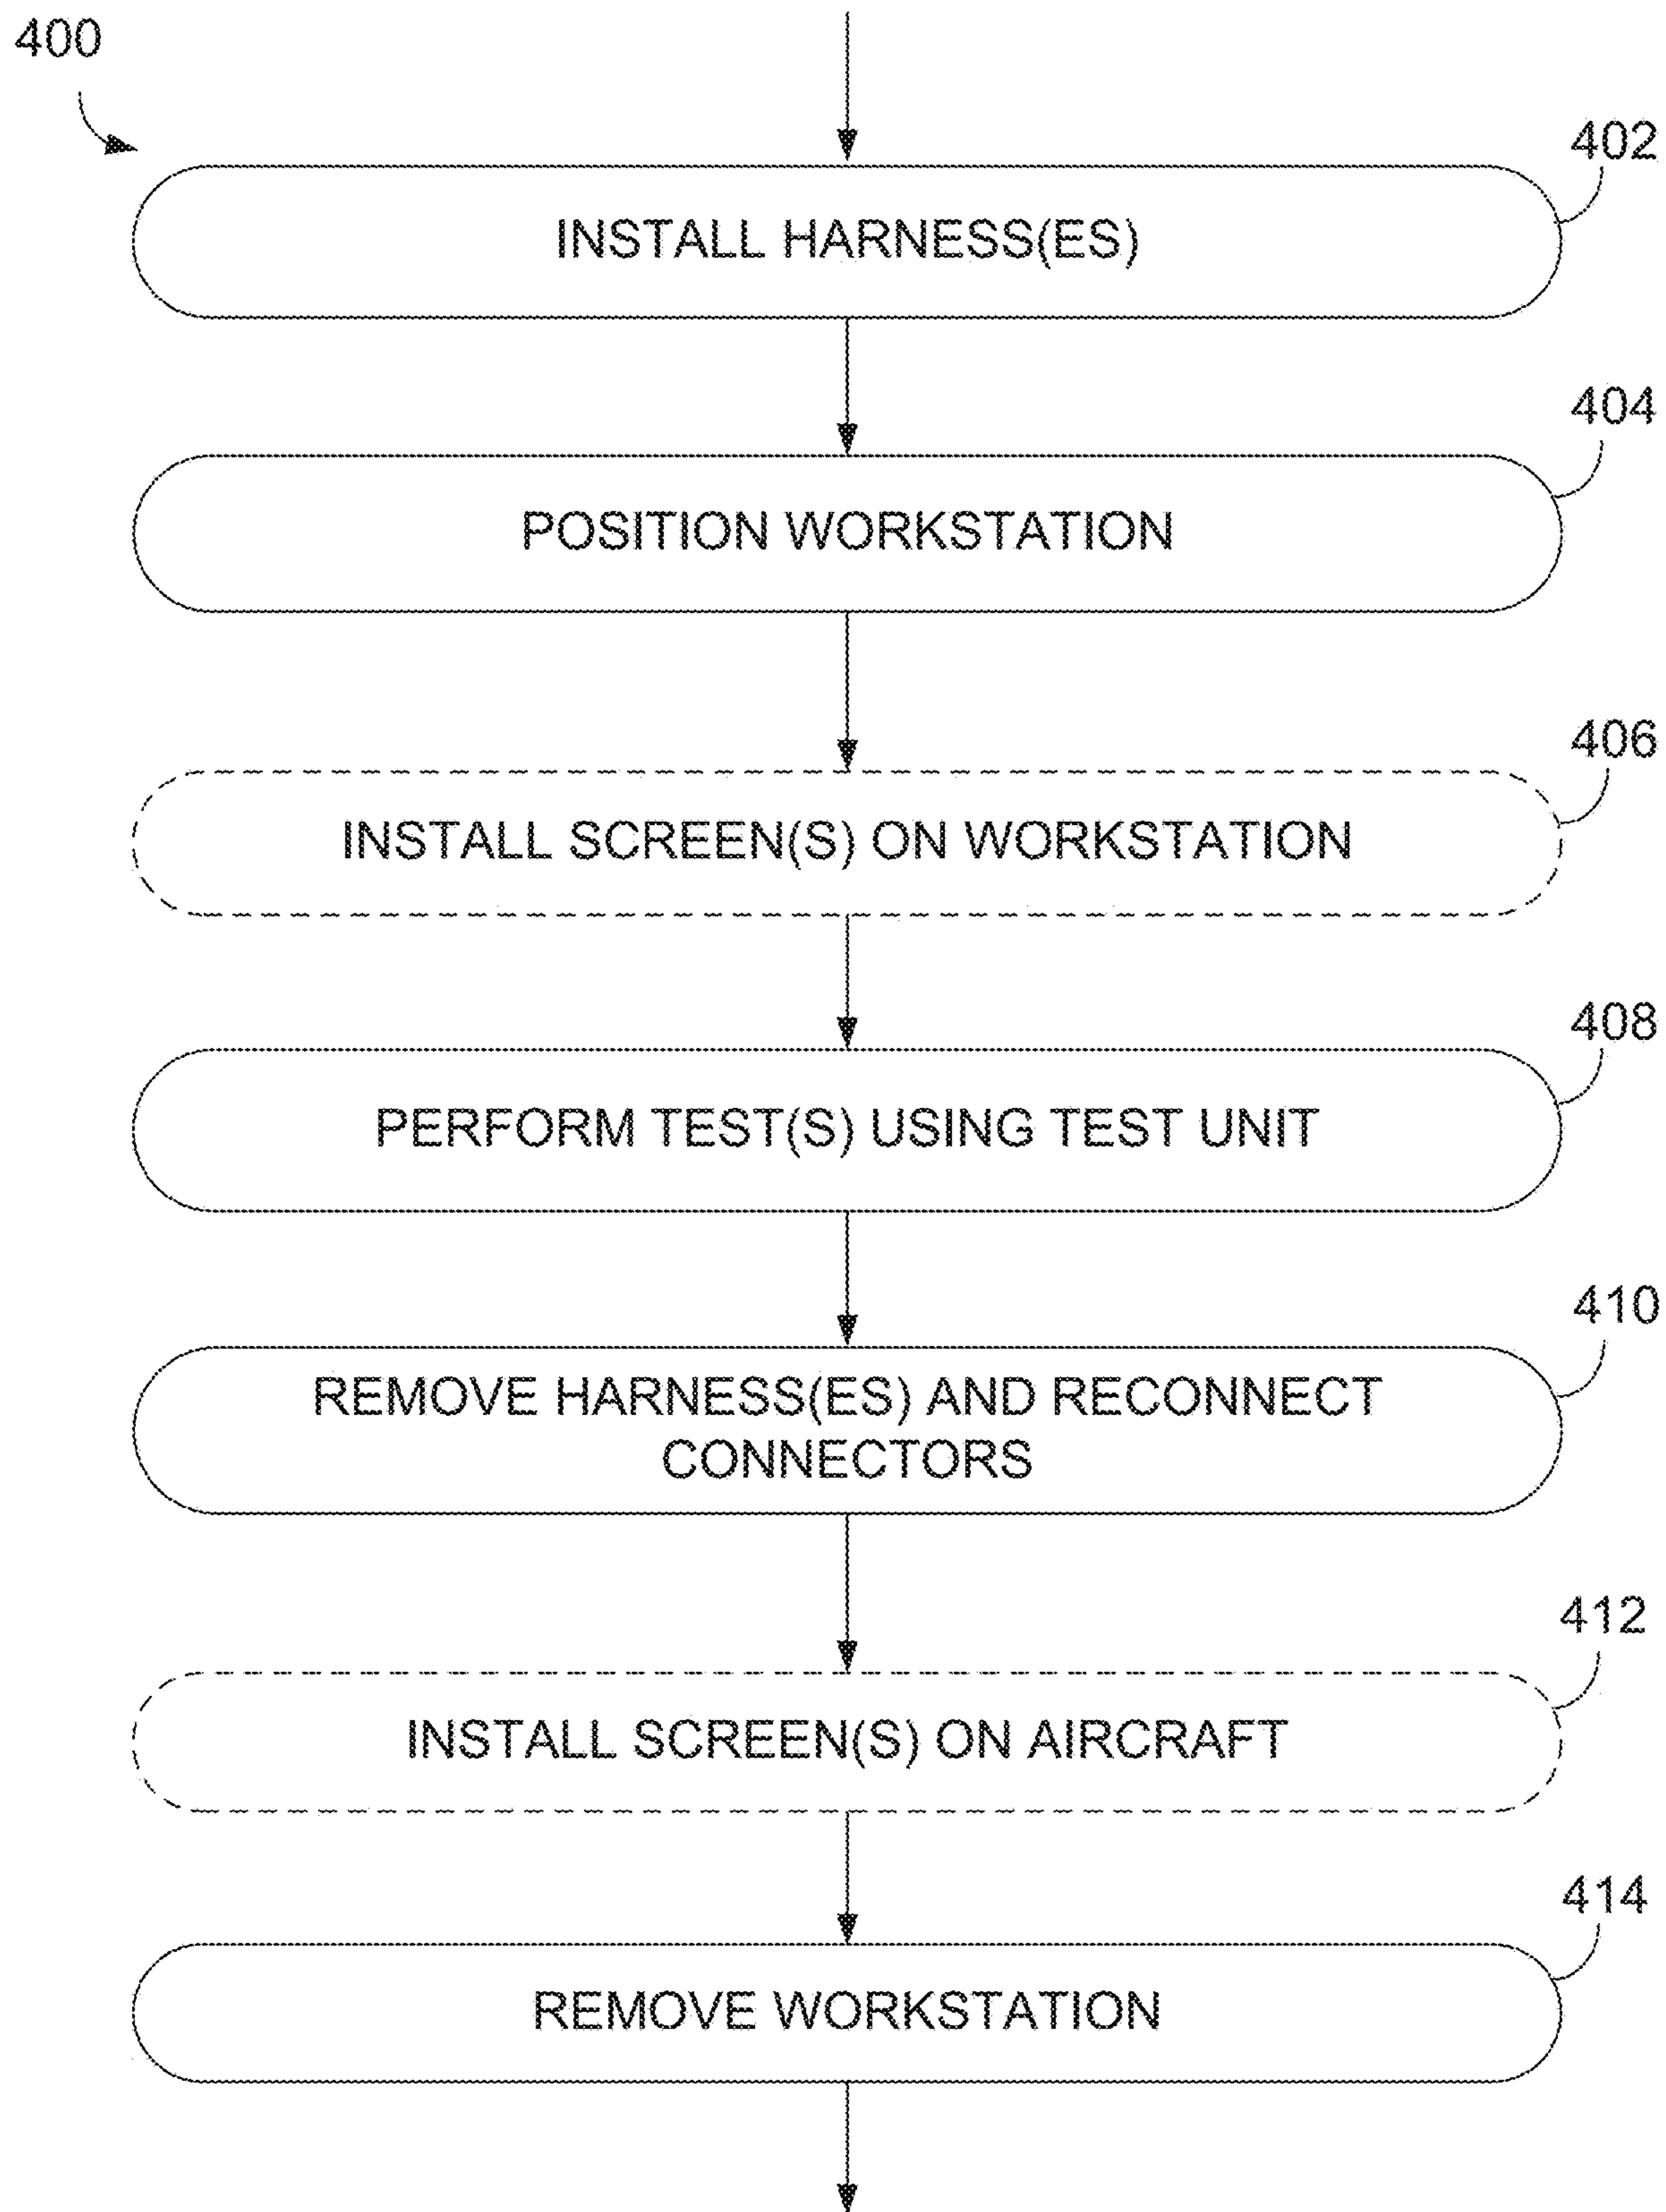 400
402
INSTALL HARNESS(ES)
404
POSITION WORKSTATION
406
INSTALL SCREEN(S) ON WORKSTATION
408
PERFORM TEST(S) USING TEST UNIT
410
REMOVE HARNESS(ES) AND RECONNECT
CONNECTORS
412
INSTALL SCREEN(S) ON AIRCRAFT
414
REMOVE WORKSTATION